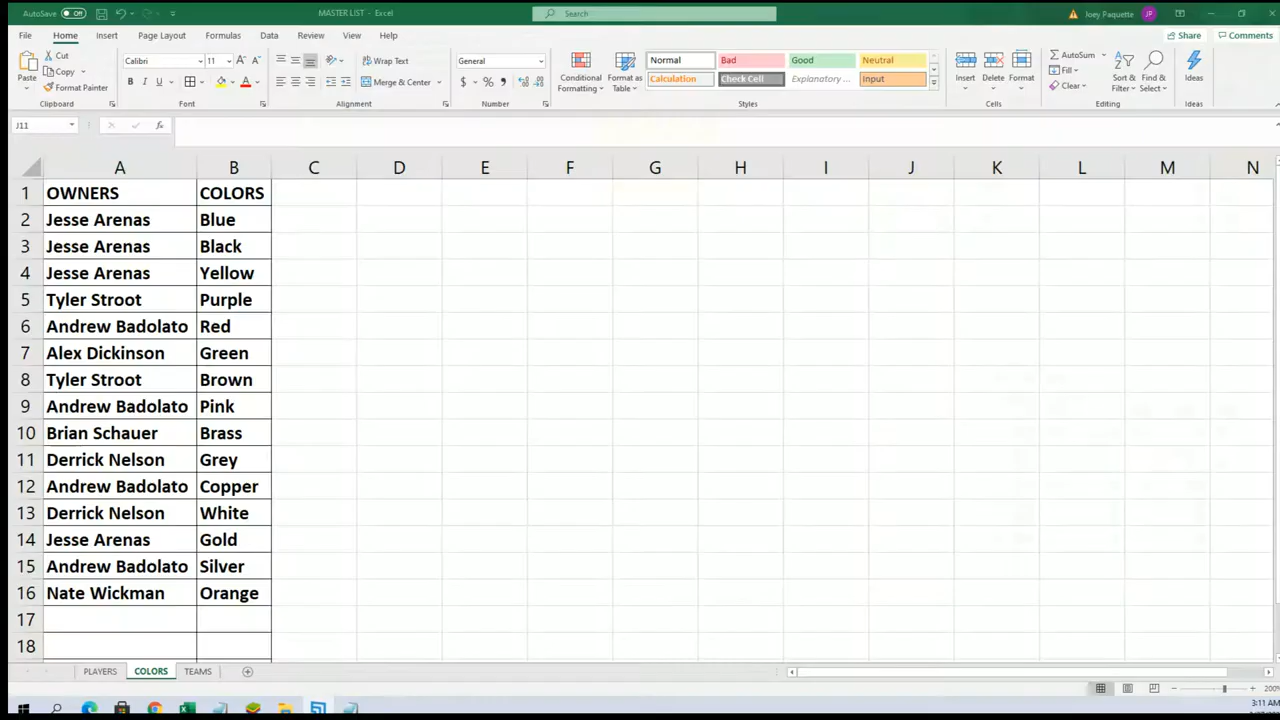 AutoSave Off MASTER LIST - Excel Search Joey Paquette JP
File Home Insert Page Layout Formulas Data Review View Help Share Comments
Paste Cut Copy Format Painter Clipboard
Calibri 11 A A B I U A Font
Wrap Text Merge & Center Alignment
General $ % Number
Conditional Formatting Format as Table
Normal Bad Good Neutral
Calculation Check Cell Explanatory ... Input
Styles
Insert Delete Format Cells
AutoSum Fill Clear Sort & Filter Find & Select Editing
Ideas Ideas
J11 fx
A B C D E F G H I J K L M N
1 OWNERS COLORS
2 Jesse Arenas Blue
3 Jesse Arenas Black
4 Jesse Arenas Yellow
5 Tyler Stroot Purple
6 Andrew Badolato Red
7 Alex Dickinson Green
8 Tyler Stroot Brown
9 Andrew Badolato Pink
10 Brian Schauer Brass
11 Derrick Nelson Grey
12 Andrew Badolato Copper
13 Derrick Nelson White
14 Jesse Arenas Gold
15 Andrew Badolato Silver
16 Nate Wickman Orange
17
18
PLAYERS COLORS TEAMS
200%
3:11 AM